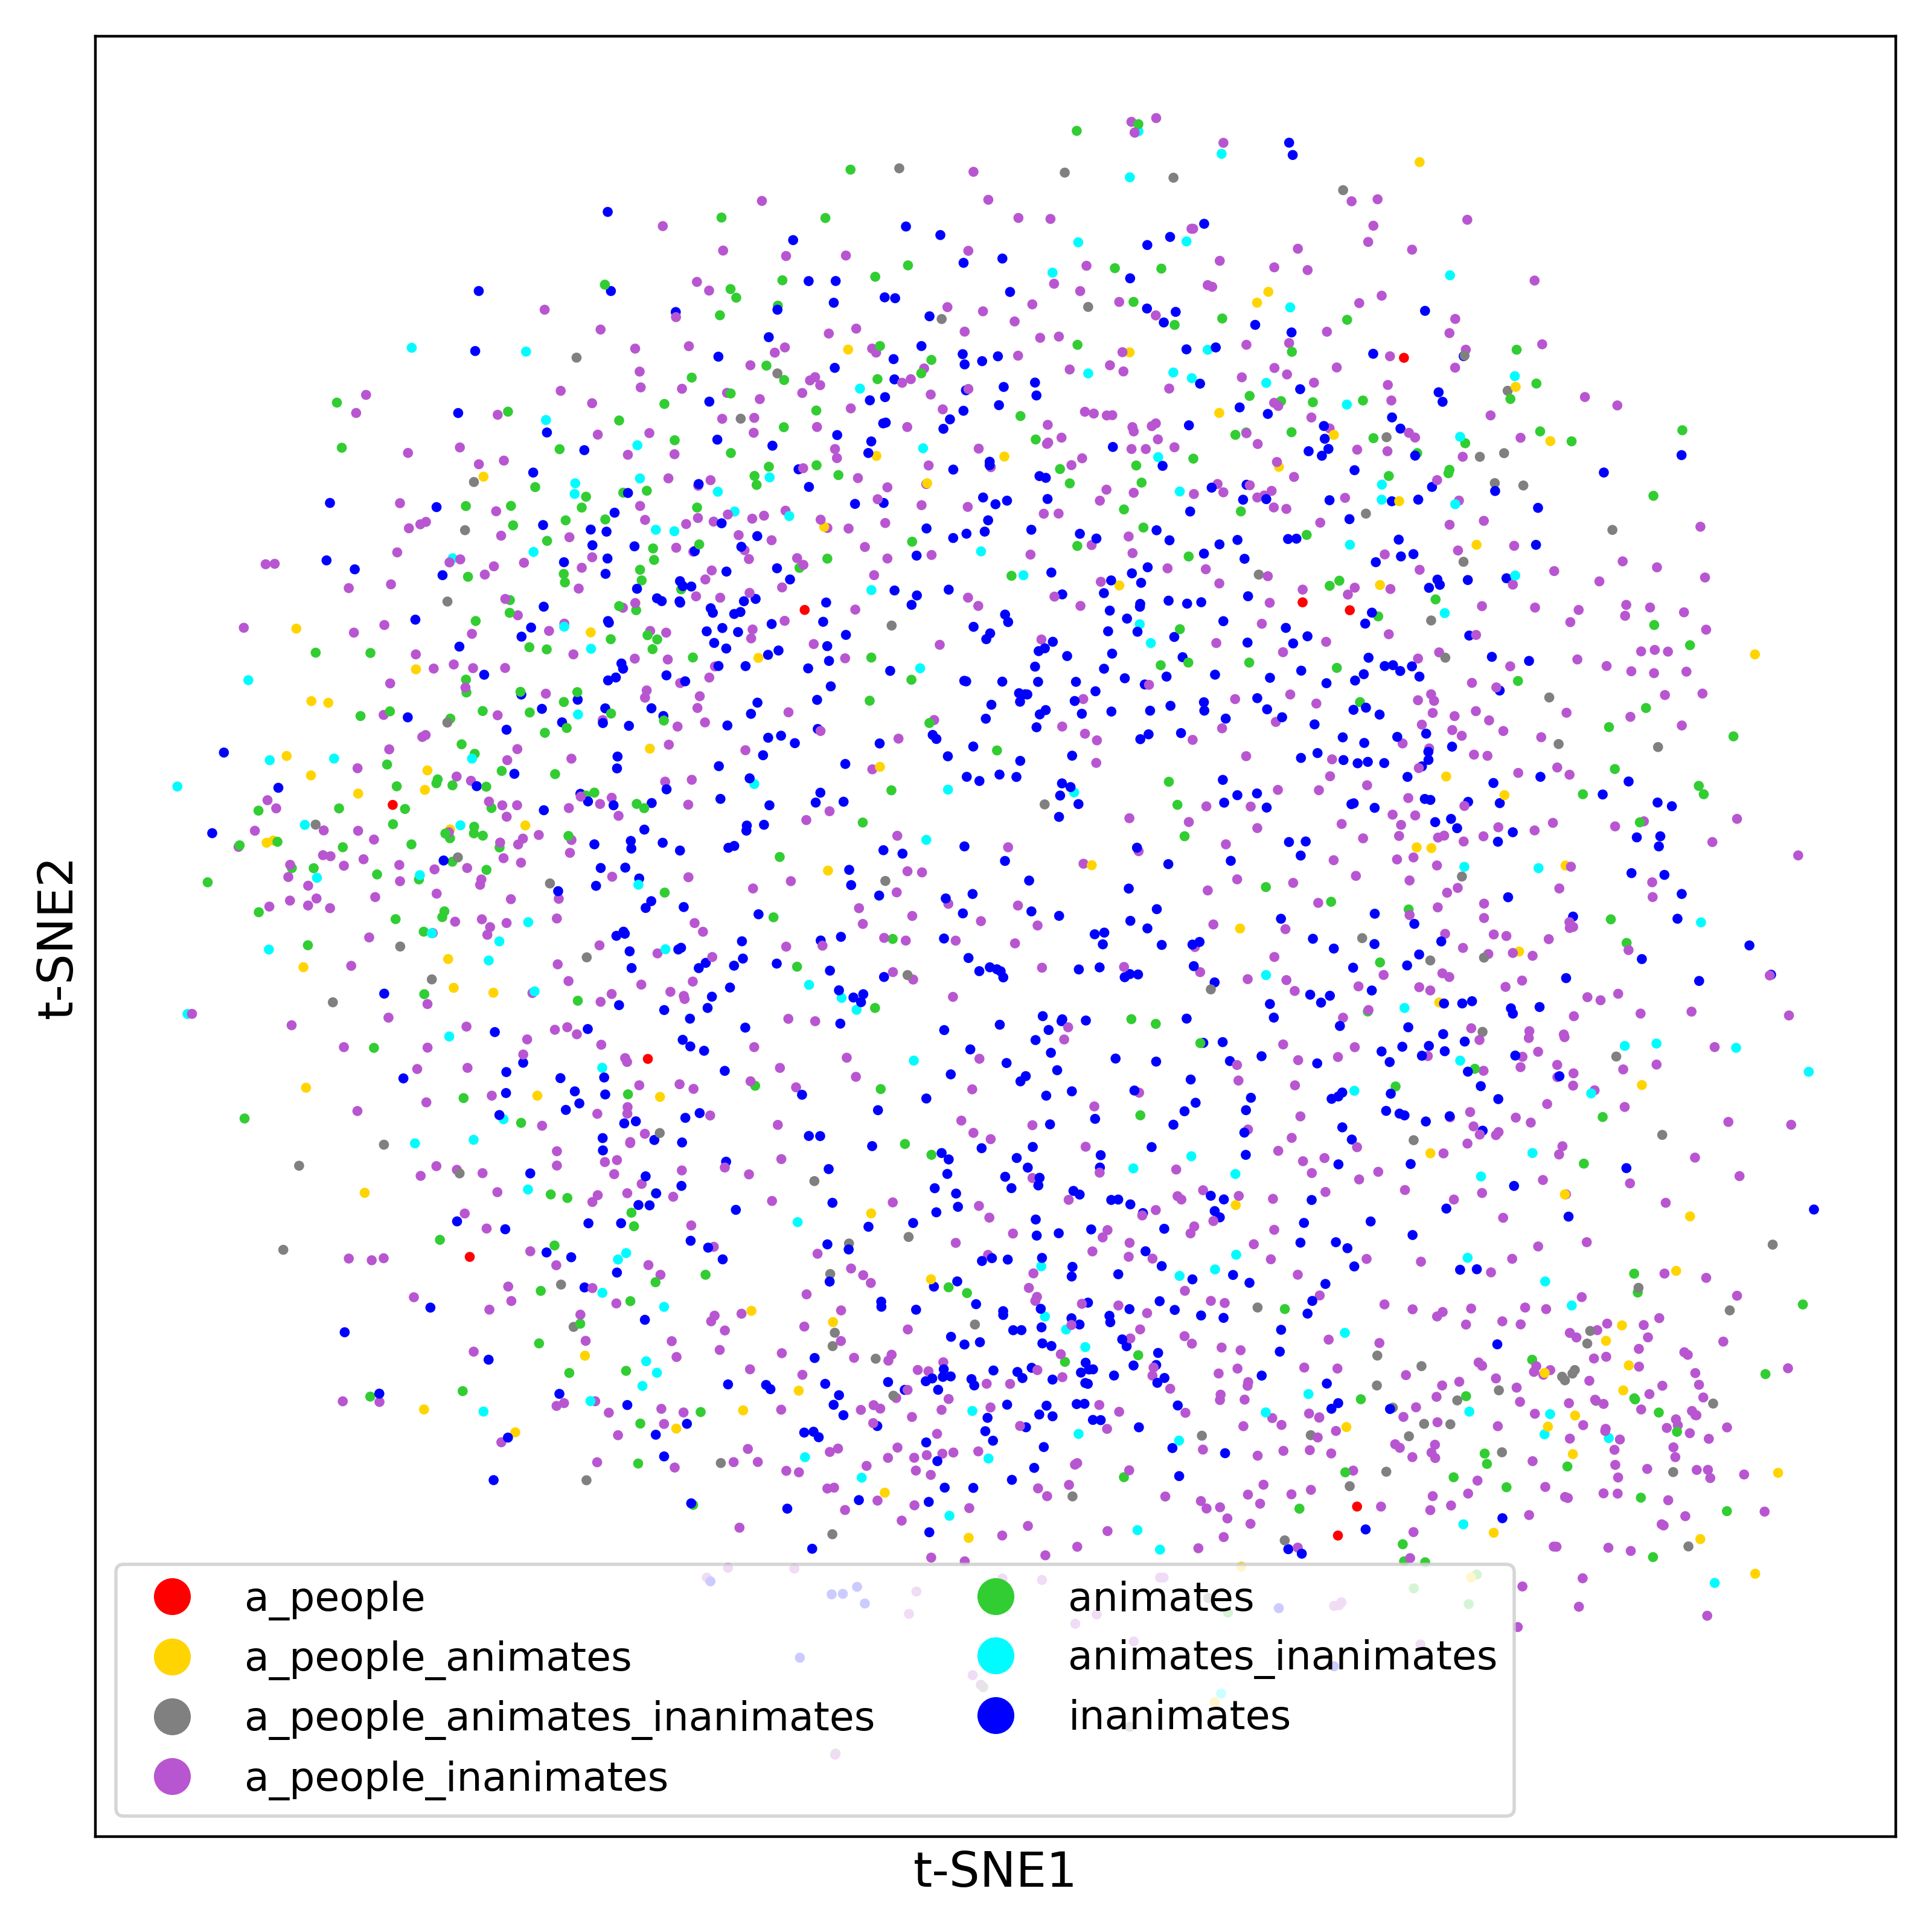 t-SNE2
a_people
a_people_animates
a_people_animates_inanimates
a_people_inanimates
animates
animates_inanimates
inanimates
t-SNE1